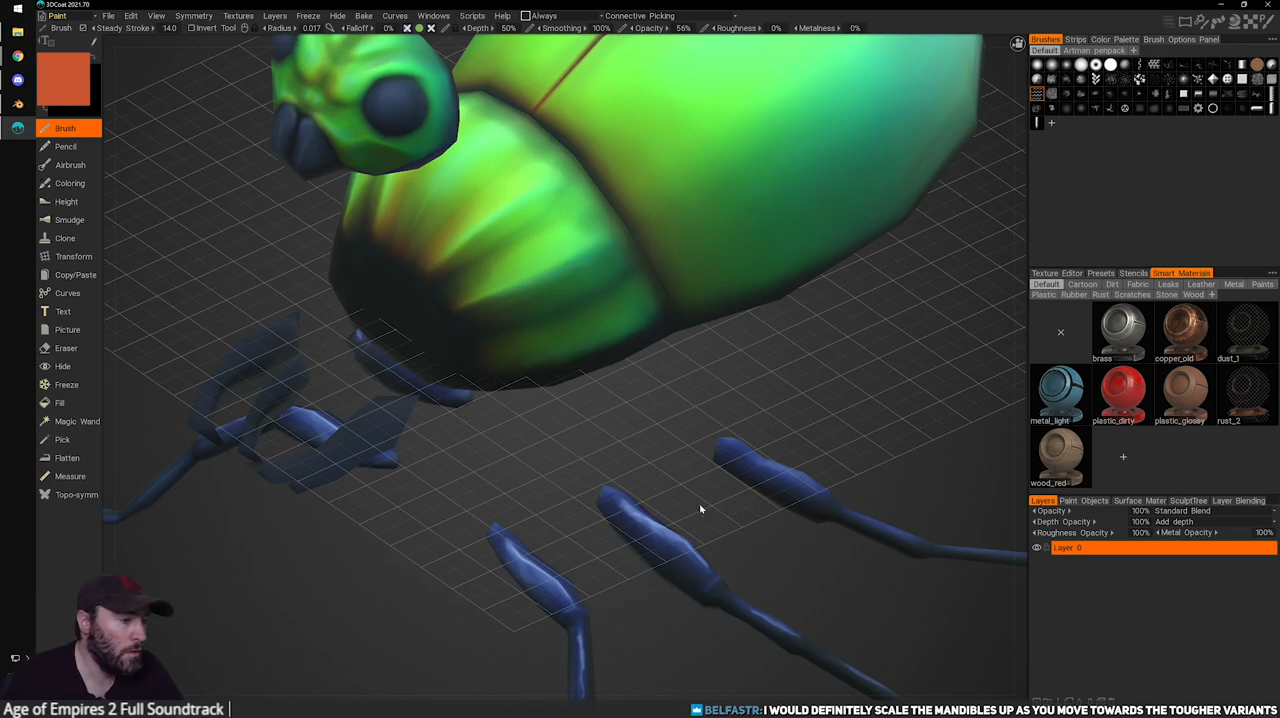 3DCoat 2021.70
Paint File Edit View Symmetry Textures Layers Freeze Hide Bake Curves Windows Scripts Help Always Connective Picking
Brush Steady Stroke 14.0 Invert Tool Radius 0.017 Falloff 0% Depth 50% Smoothing 100% Opacity 56% Roughness 0% Metalness 0%
Brush
Pencil
Airbrush
Coloring
Height
Smudge
Clone
Transform
Copy/Paste
Curves
Text
Picture
Eraser
Hide
Freeze
Fill
Magic Wand
Pick
Flatten
Measure
Topo-symm
Brushes Strips Color Palette Brush Options Panel
Default Artman penpack
Texture Editor Presets Stencils Smart Materials
Default Cartoon Dirt Fabric Leaks Leather Metal Paints
Plastic Rubber Rust Scratches Stone Wood
brass copper_old dust_1
metal_light plastic_dirty plastic_glossy rust_2
wood_red
Layers Paint Objects Surface Mater SculptTree Layer Blending
Opacity 100% Standard Blend
Depth Opacity 100% Add depth
Roughness Opacity 100% Metal Opacity 100%
Layer 0
Age of Empires 2 Full Soundtrack |
BELFASTR: I WOULD DEFINITELY SCALE THE MANDIBLES UP AS YOU MOVE TOWARDS THE TOUGHER VARIANTS